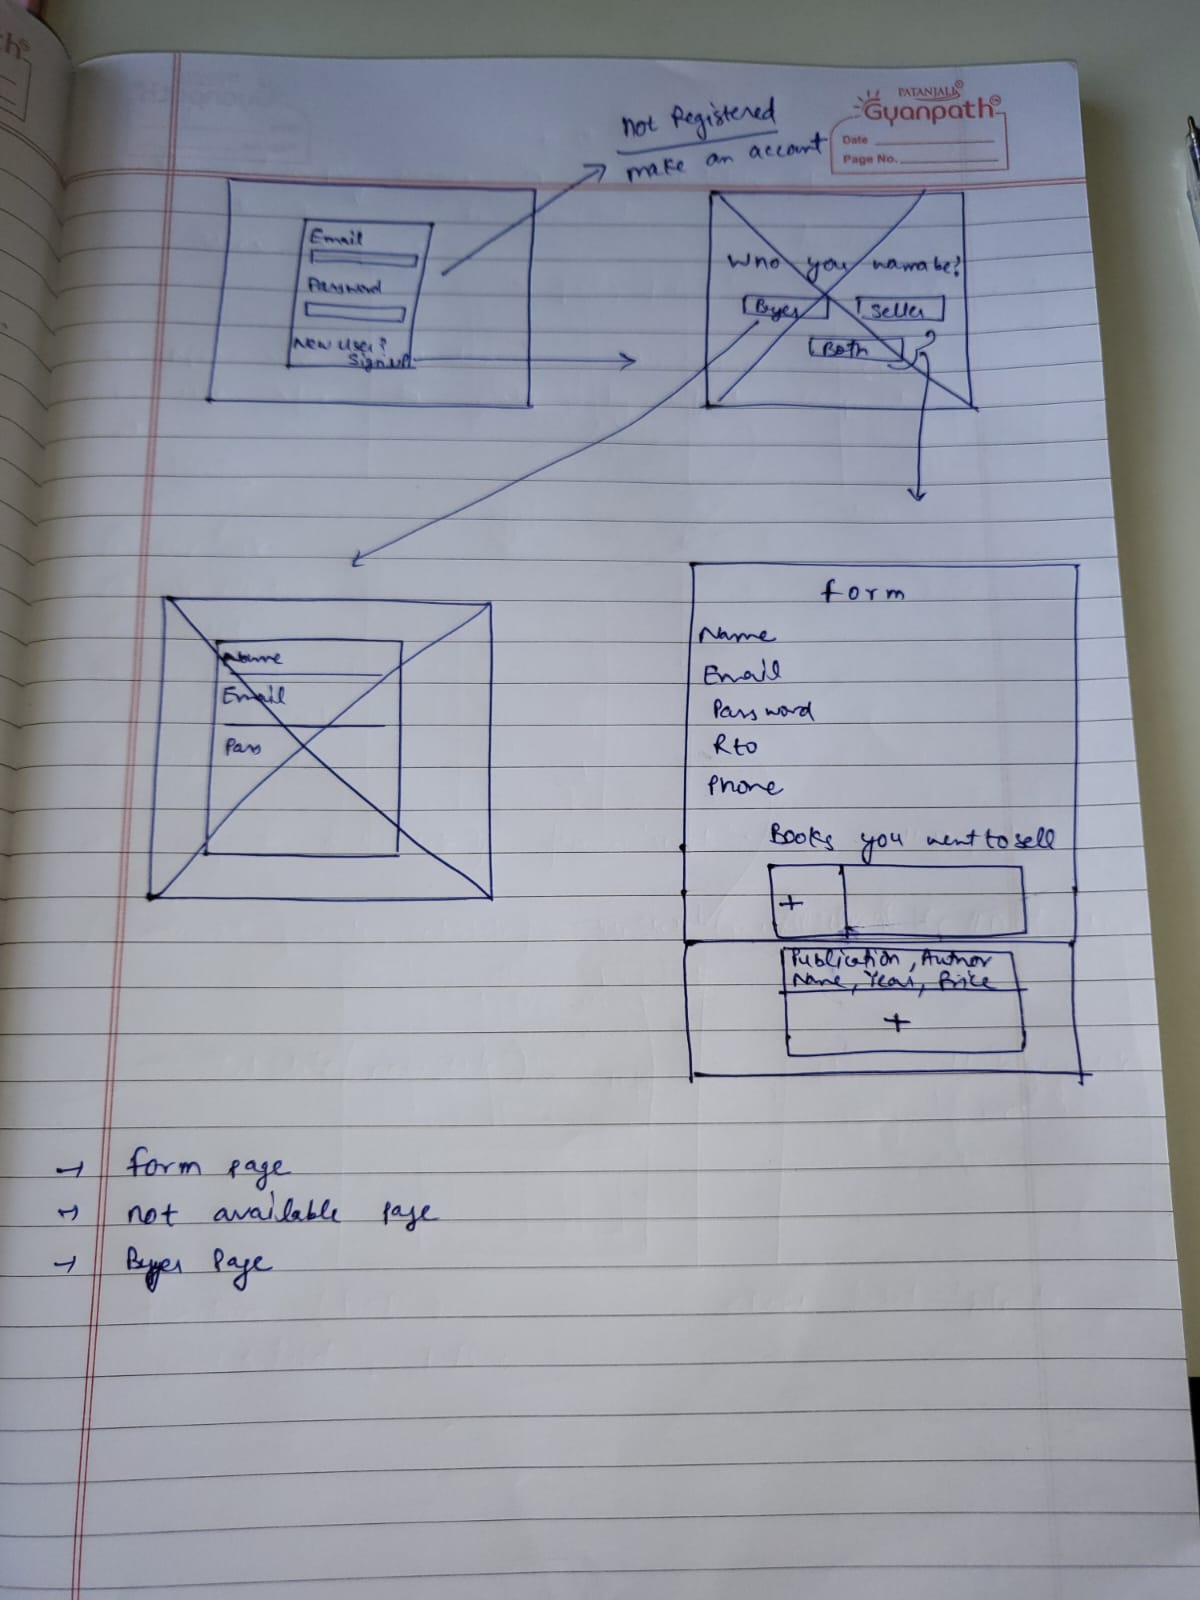 PATANJALI
Gyanpath
Date
Page No.
not Registered
make an account
Email
Password
New User?
Signup
Who you wanna be?
Byer
Seller
Both
Name
Email
Pass
form
Name
Email
Password
Rto
Phone
Books you went to sell
+
Publication, Author
Name, Year, Price
+
→ form page
→ not available page
→ Byer Page